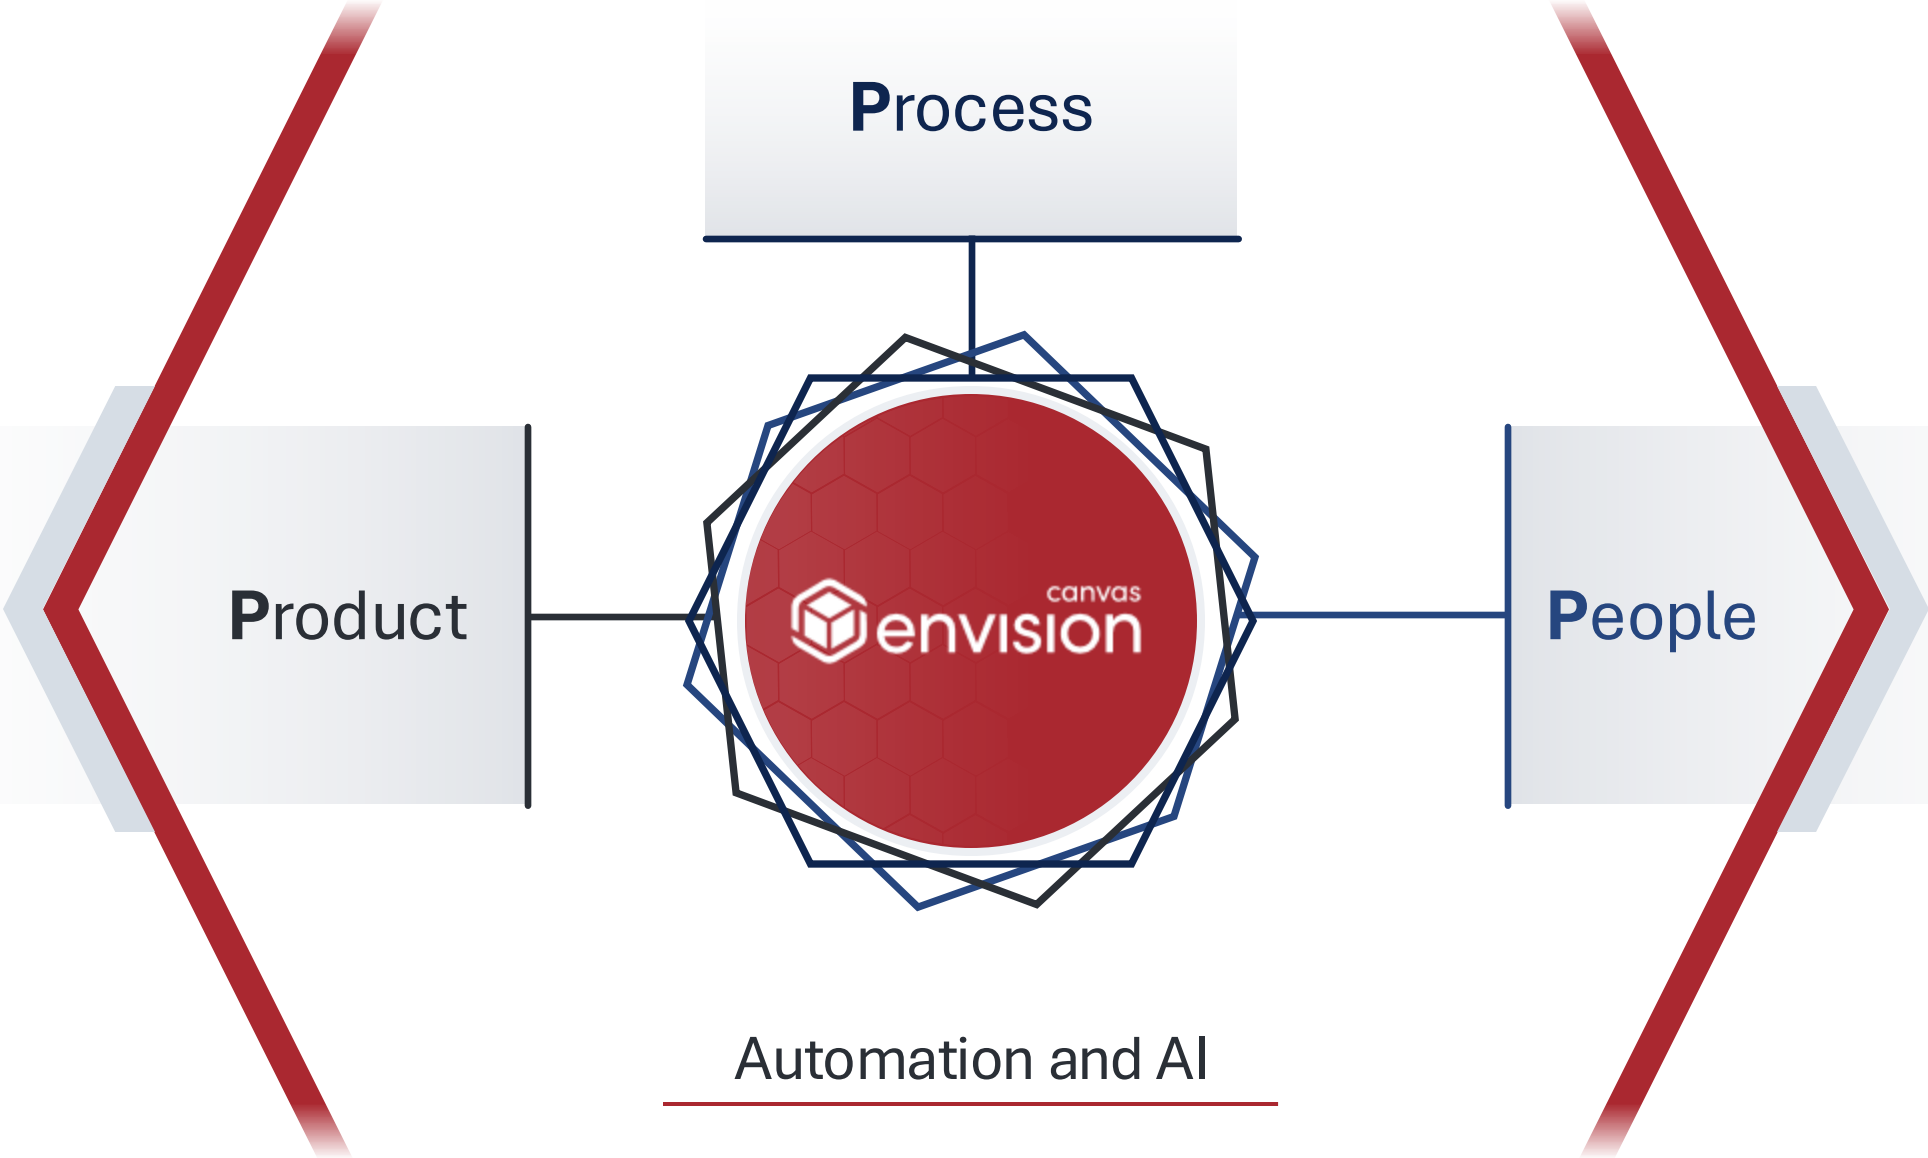 Process
canvas
envision
Product
People
Automation and AI